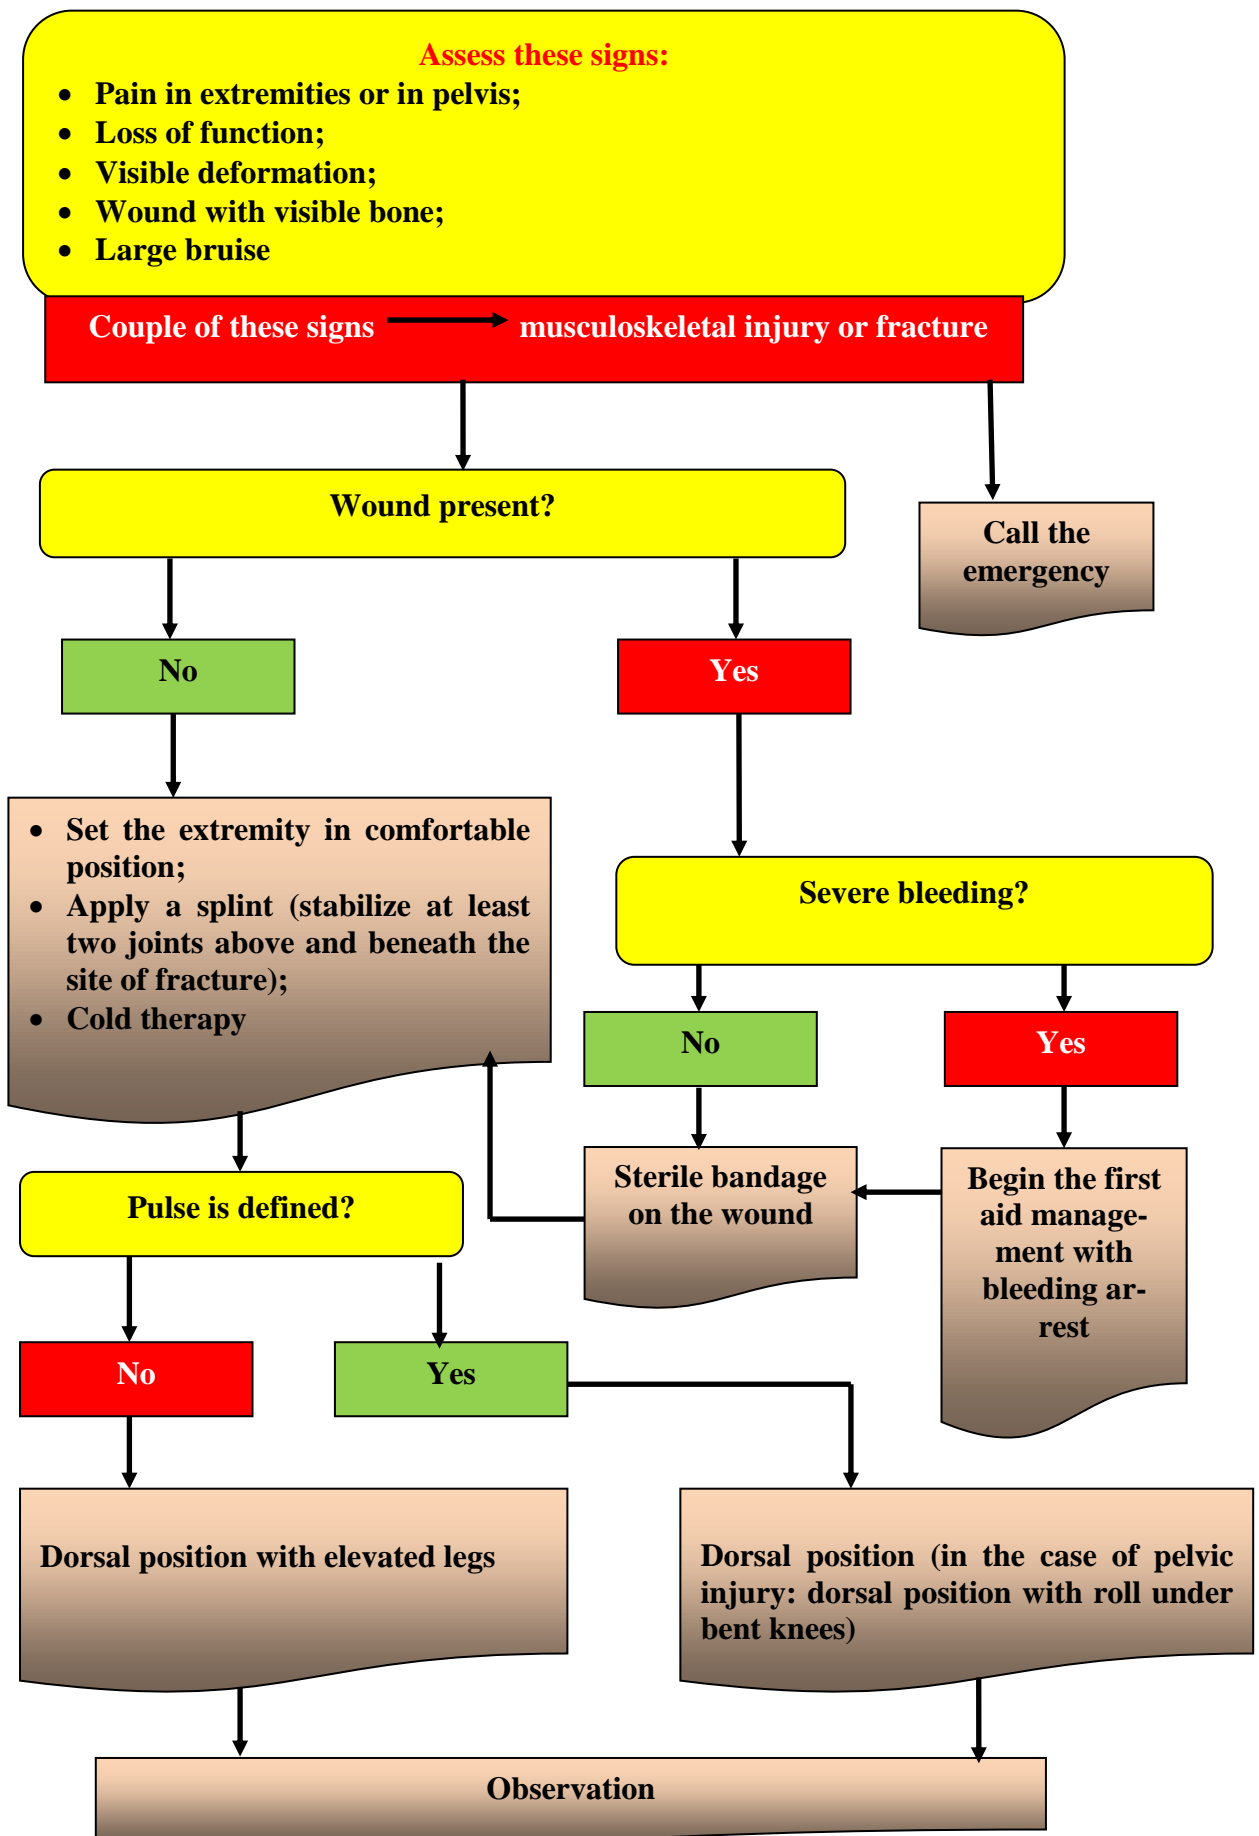 Assess these signs:
• Pain in extremities or in pelvis;
• Loss of function;
• Visible deformation;
• Wound with visible bone;
• Large bruise
Couple of these signs musculoskeletal injury or fracture
Wound present?
Call the
emergency
No
Yes
• Set the extremity in comfortable
position;
• Apply a splint (stabilize at least
two joints above and beneath the
site of fracture);
• Cold therapy
Severe bleeding?
No
Yes
Sterile bandage
on the wound
Begin the first
aid manage-
ment with
bleeding ar-
rest
Pulse is defined?
No
Yes
Dorsal position with elevated legs
Dorsal position (in the case of pelvic
injury: dorsal position with roll under
bent knees)
Observation